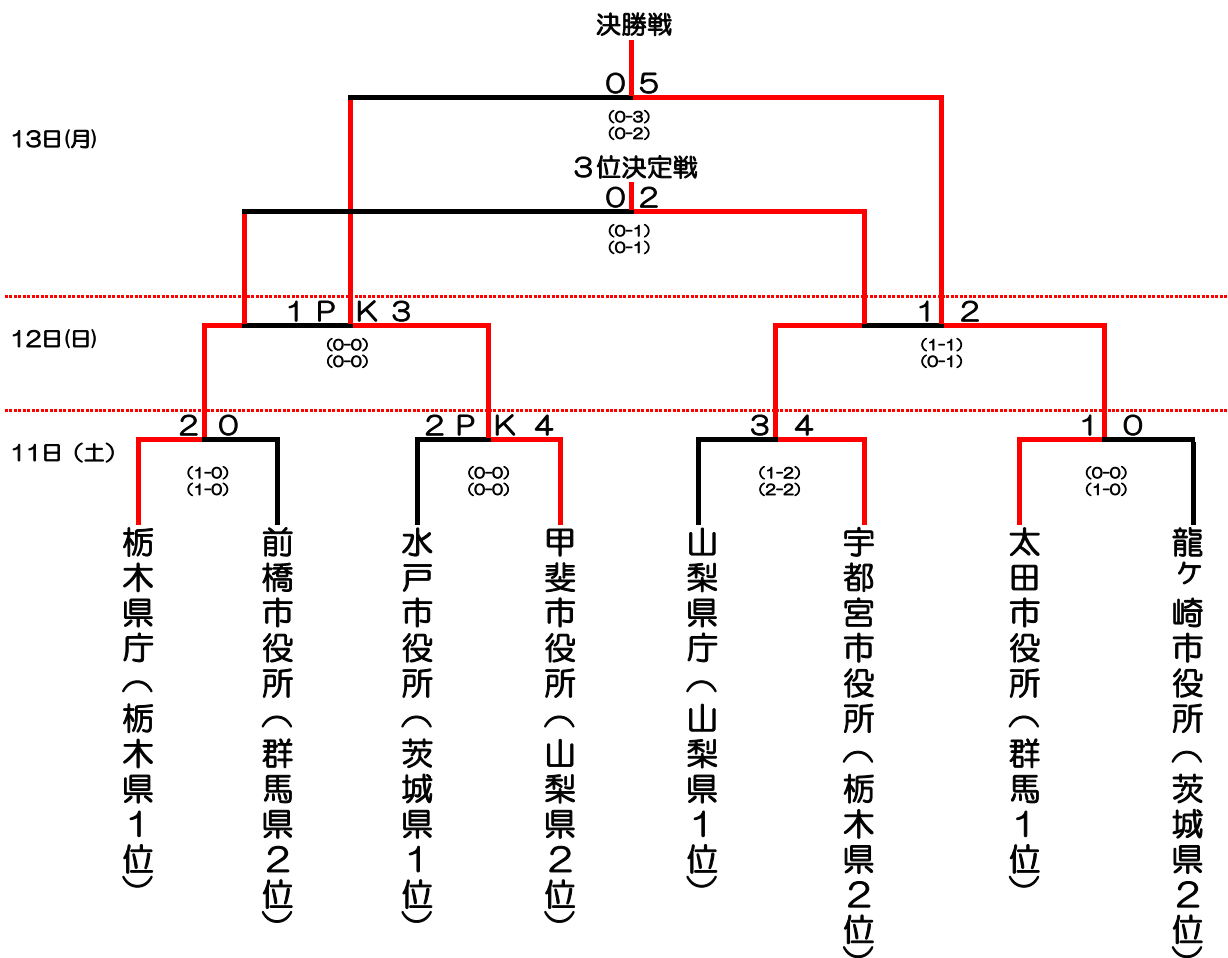 決勝戦
0 5
(0-3)
(0-2)
13日(月)
3位決定戦
0 2
(0-1)
(0-1)
1 P K 3
1 2
12日(日)
(0-0)
(0-0)
(1-1)
(0-1)
2 0
2 P K 4
3 4
1 0
11日(土)
(1-0)
(1-0)
(0-0)
(0-0)
(1-2)
(2-2)
(0-0)
(1-0)
栃木県庁(栃木県1位)
前橋市役所(群馬県2位)
水戸市役所(茨城県1位)
甲斐市役所(山梨県2位)
山梨県庁(山梨県1位)
宇都宮市役所(栃木県2位)
太田市役所(群馬1位)
龍ヶ崎市役所(茨城県2位)